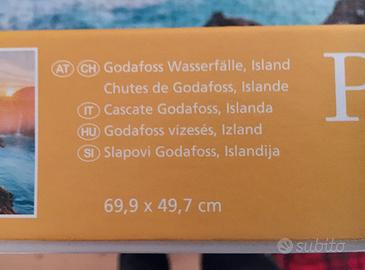 AT CH Godafoss Wasserfälle, Island
Chutes de Godafoss, Islande
IT Cascate Godafoss, Islanda
HU Godafoss vízesés, Izland
SI Slapovi Godafoss, Islandija
69,9 x 49,7 cm
P
subito